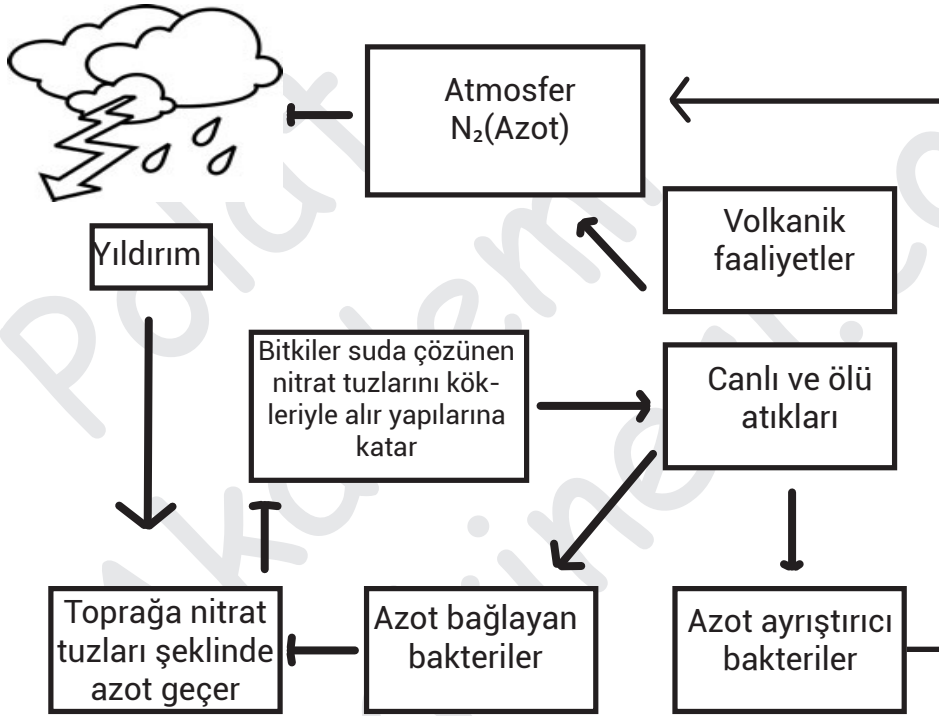 Atmosfer
N₂(Azot)
Volkanik
faaliyetler
Yıldırım
Bitkiler suda çözünen
nitrat tuzlarını kök-
leriyle alır yapılarına
katar
Canlı ve ölü
atıkları
Toprağa nitrat
tuzları şeklinde
azot geçer
Azot bağlayan
bakteriler
Azot ayrıştırıcı
bakteriler